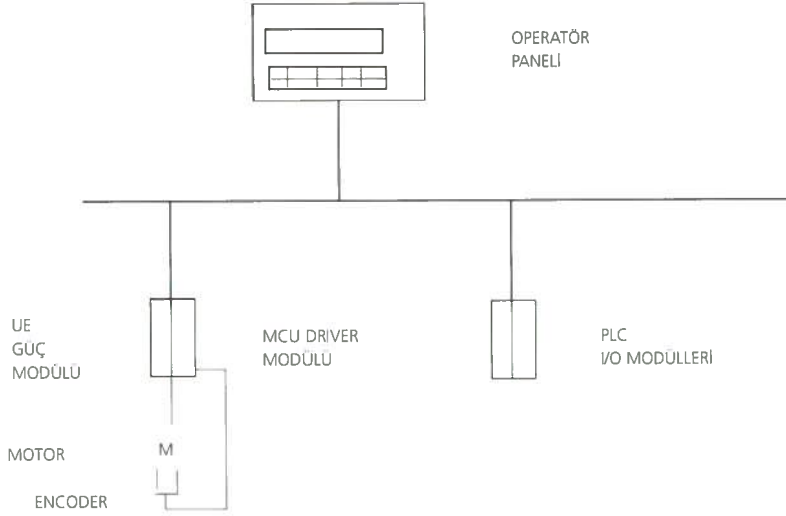 OPERATÖR
PANELİ
UE
GÜÇ
MODÜLÜ
MCU DRIVER
MODÜLÜ
PLC
I/O MODÜLLERİ
MOTOR
M
ENCODER